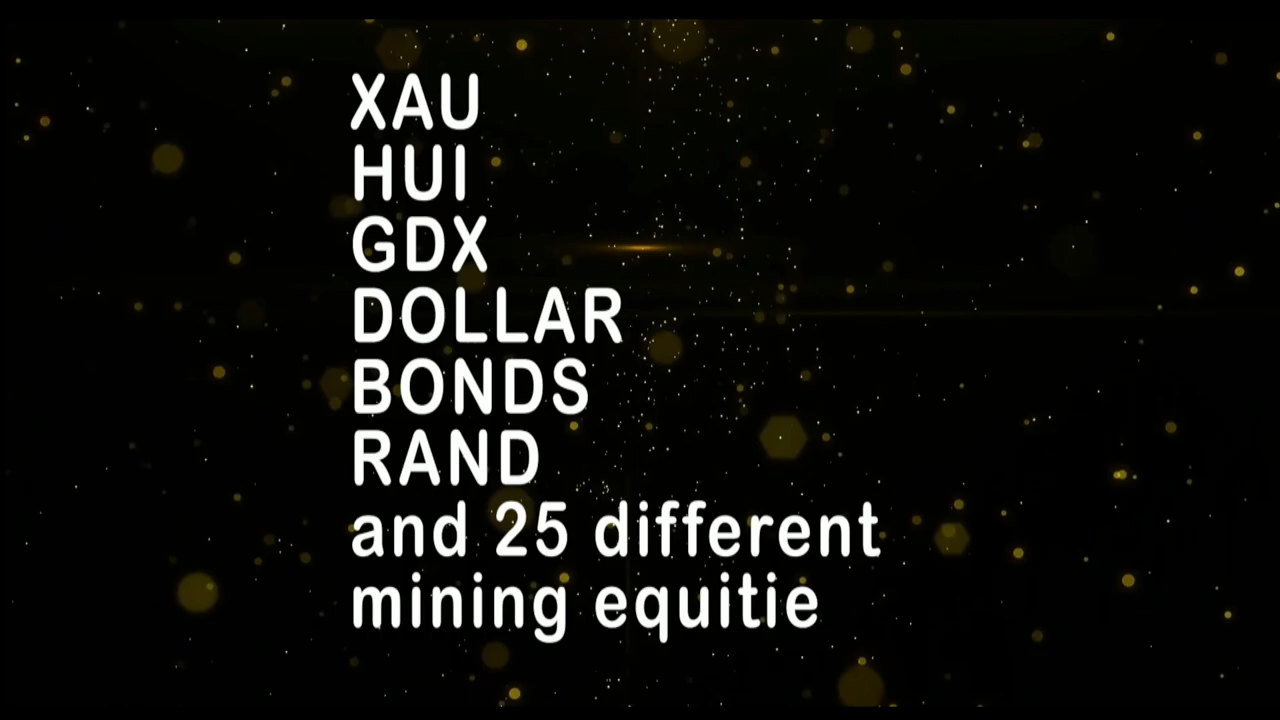 XAU
HUI
GDX
DOLLAR
BONDS
RAND
and 25 different
mining equitie